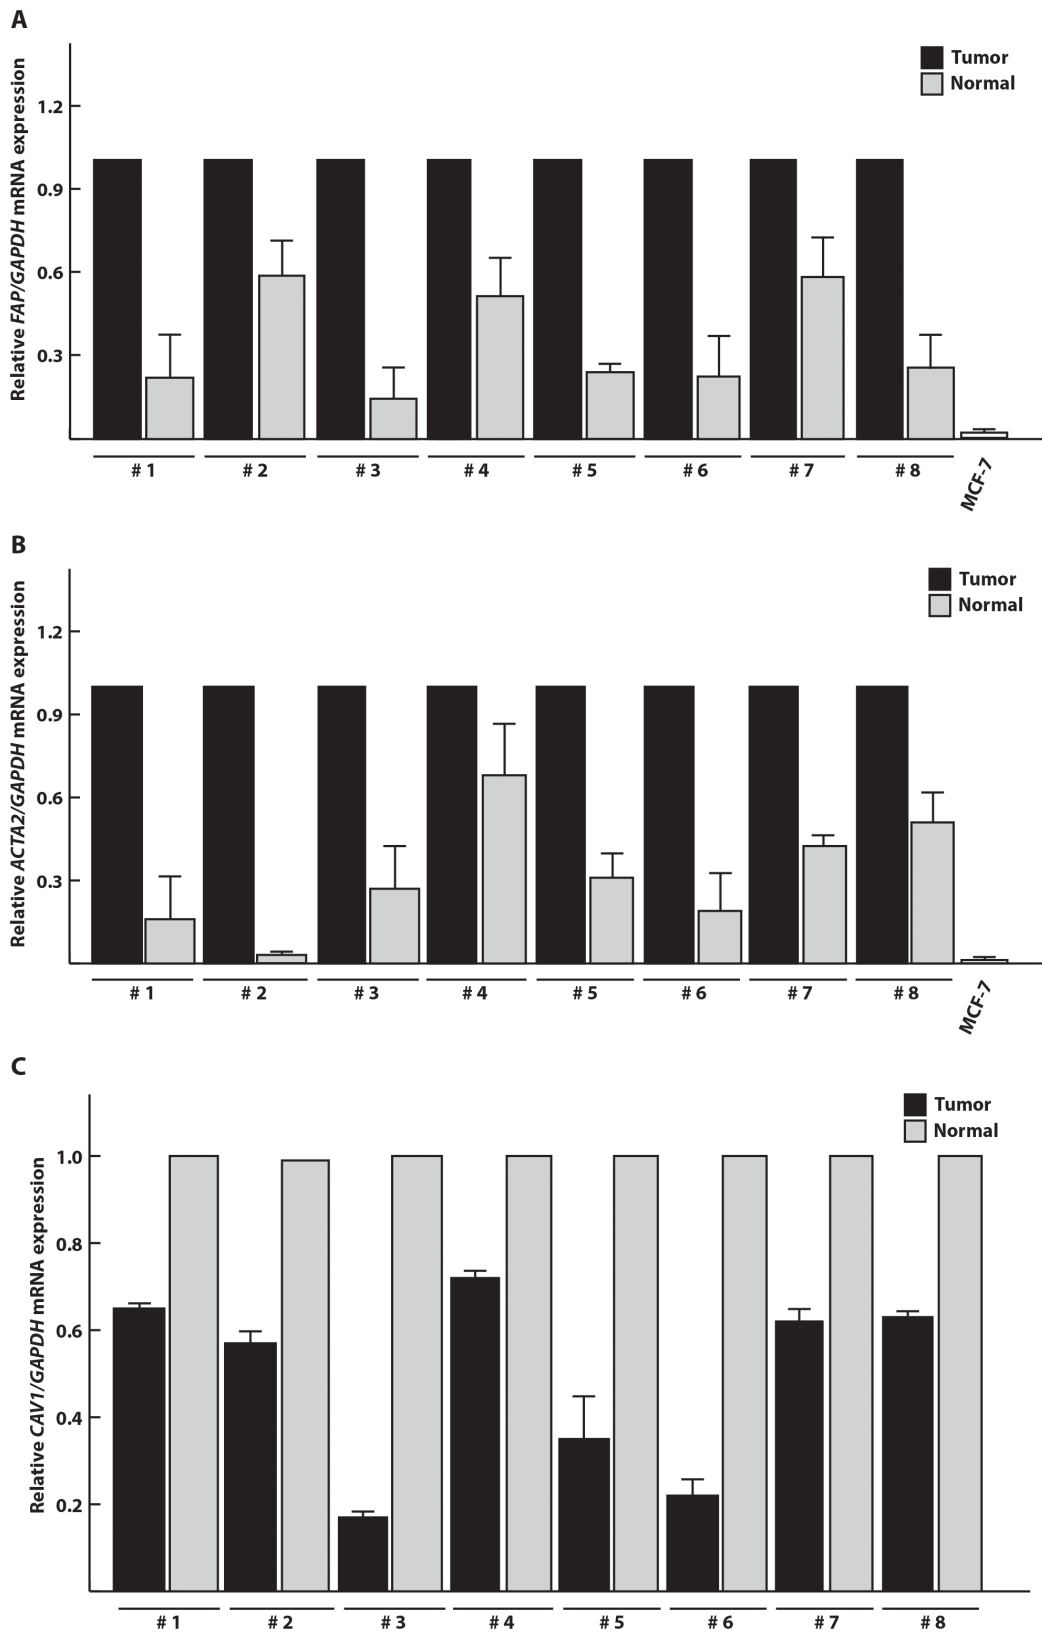 A
Relative FAP/GAPDH mRNA expression
Tumor
Normal
1.2
0.9
0.6
0.3
# 1
# 2
# 3
# 4
# 5
# 6
# 7
# 8
MCF-7
B
Relative ACTA2/GAPDH mRNA expression
Tumor
Normal
1.2
0.9
0.6
0.3
# 1
# 2
# 3
# 4
# 5
# 6
# 7
# 8
MCF-7
C
Relative CAV1/GAPDH mRNA expression
Tumor
Normal
1.0
0.8
0.6
0.4
0.2
# 1
# 2
# 3
# 4
# 5
# 6
# 7
# 8